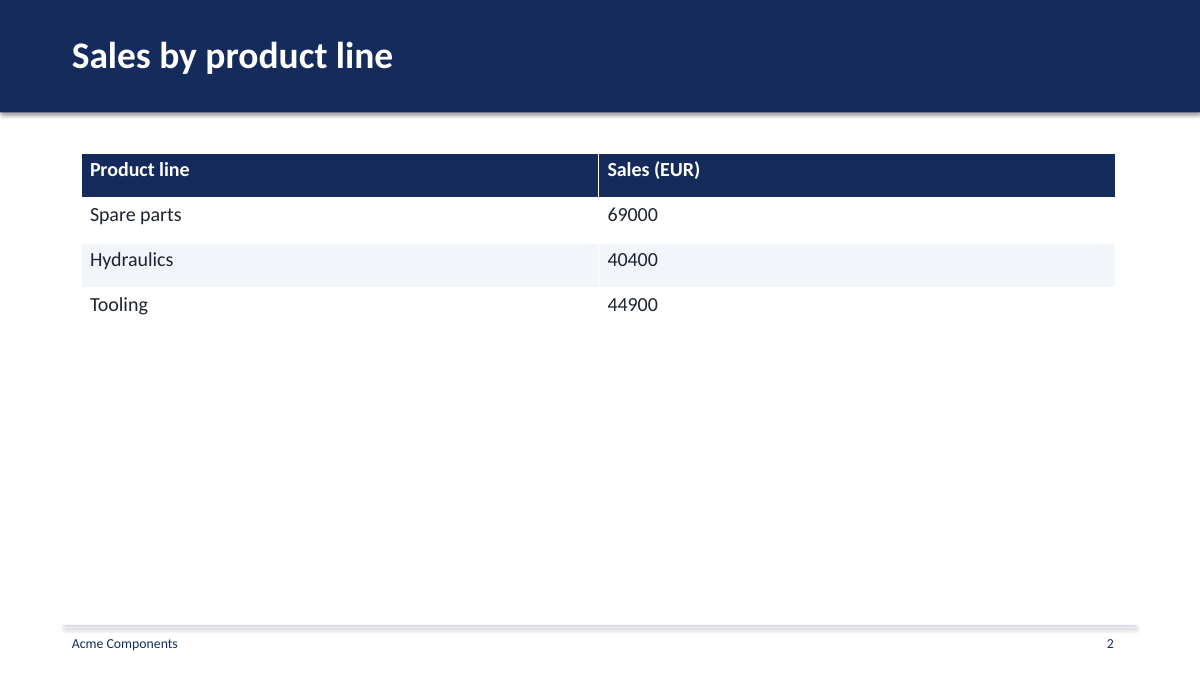 Sales by product line
Product line Sales (EUR)
Spare parts 69000
Hydraulics 40400
Tooling 44900
Acme Components 2